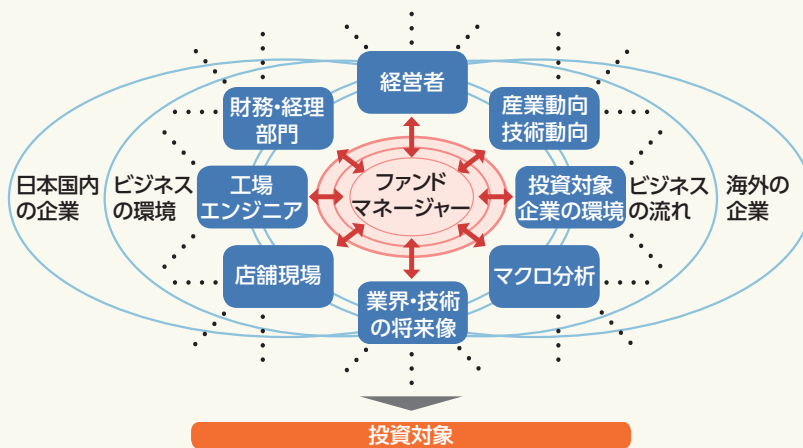 経営者
財務・経理
部門
産業動向
技術動向
日本国内
の企業
ビジネス
の環境
工場
エンジニア
ファンド
マネージャー
投資対象
企業の環境
ビジネス
の流れ
海外の
企業
店舗現場
業界・技術
の将来像
マクロ分析
投資対象